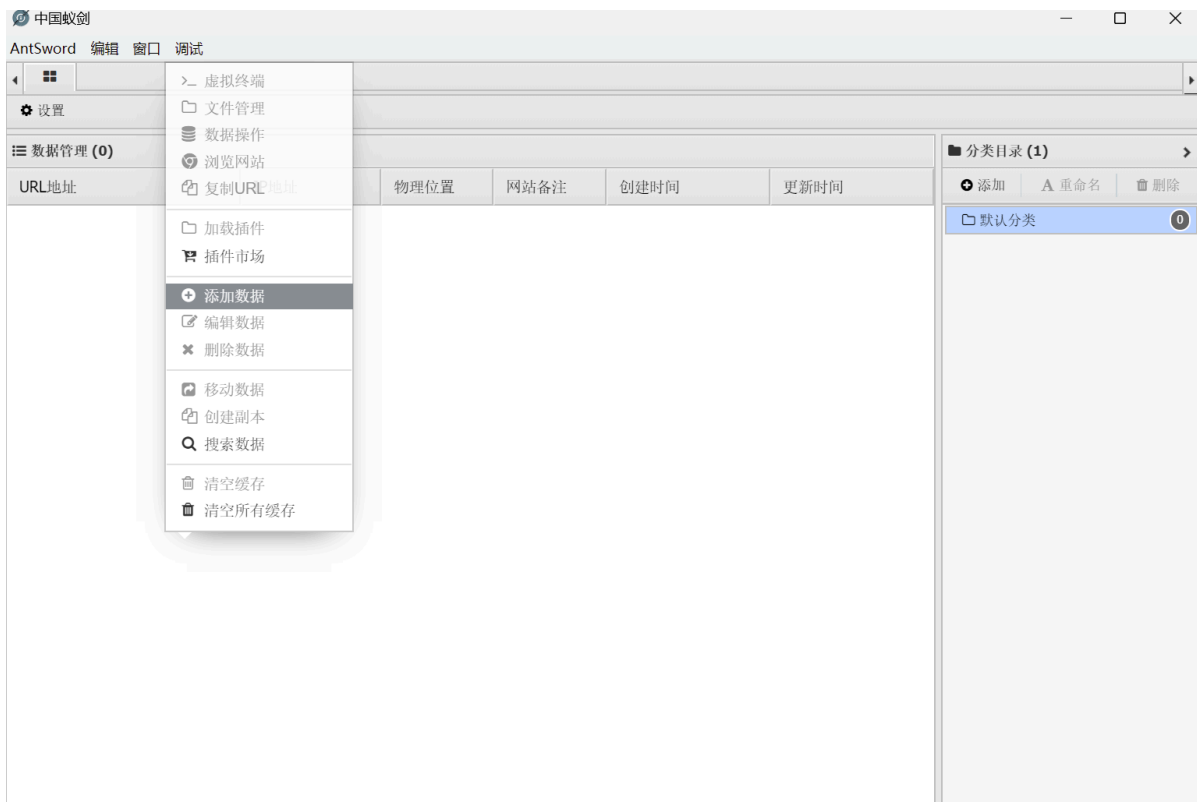 中国蚁剑
AntSword 编辑 窗口 调试
设置
数据管理 (0)
URL地址 IP地址 物理位置 网站备注 创建时间 更新时间
虚拟终端
文件管理
数据操作
浏览网站
复制URL
加载插件
插件市场
添加数据
编辑数据
删除数据
移动数据
创建副本
搜索数据
清空缓存
清空所有缓存
分类目录 (1)
添加 A 重命名 删除
默认分类 0